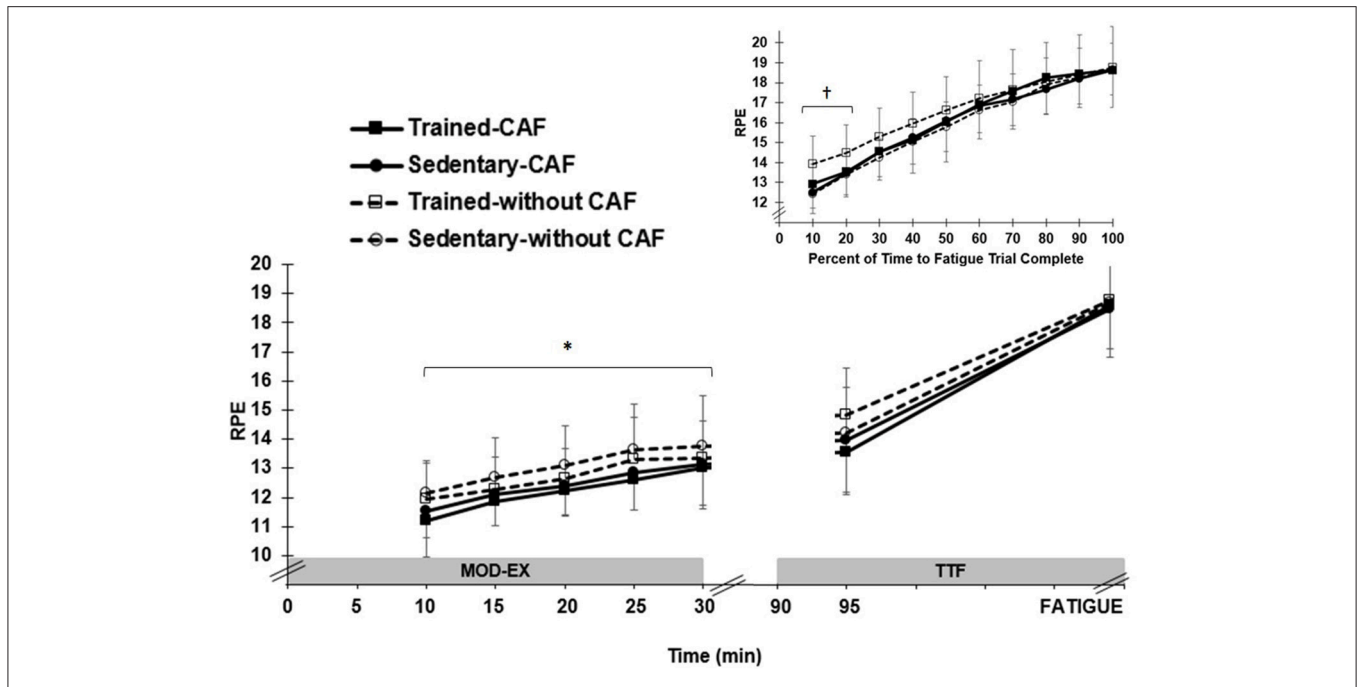 Trained-CAF
Sedentary-CAF
Trained-without CAF
Sedentary-without CAF
20
19
18
17
16
15
14
13
12
RPE
†
0 10 20 30 40 50 60 70 80 90 100
Percent of Time to Fatigue Trial Complete
20
19
18
17
16
15
14
13
12
11
10
RPE
*
MOD-EX TTF
0 5 10 15 20 25 30 90 95 FATIGUE
Time (min)